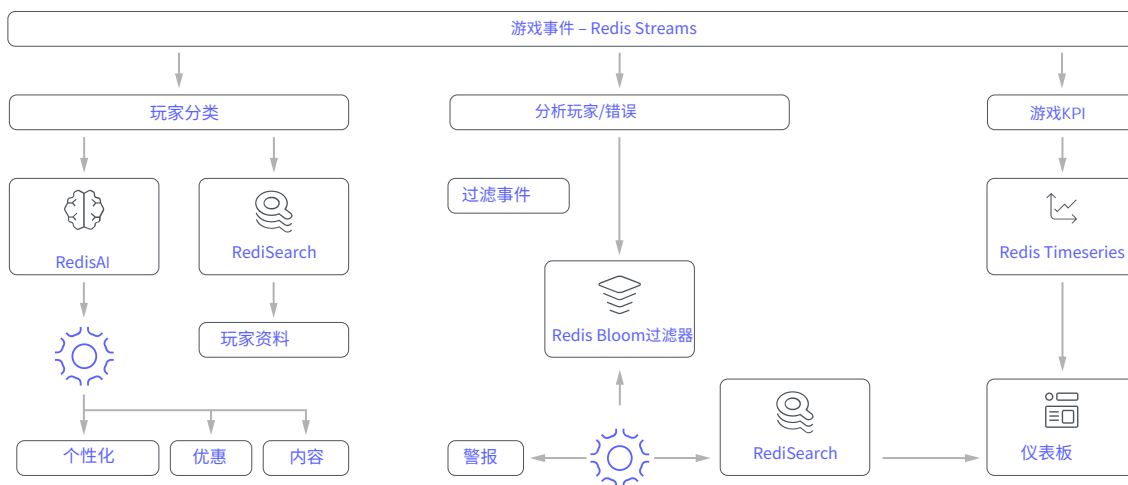 游戏事件 – Redis Streams
玩家分类
分析玩家/错误
游戏KPI
过滤事件
RedisAI
RediSearch
Redis Timeseries
Redis Bloom过滤器
玩家资料
个性化
优惠
内容
警报
RediSearch
仪表板